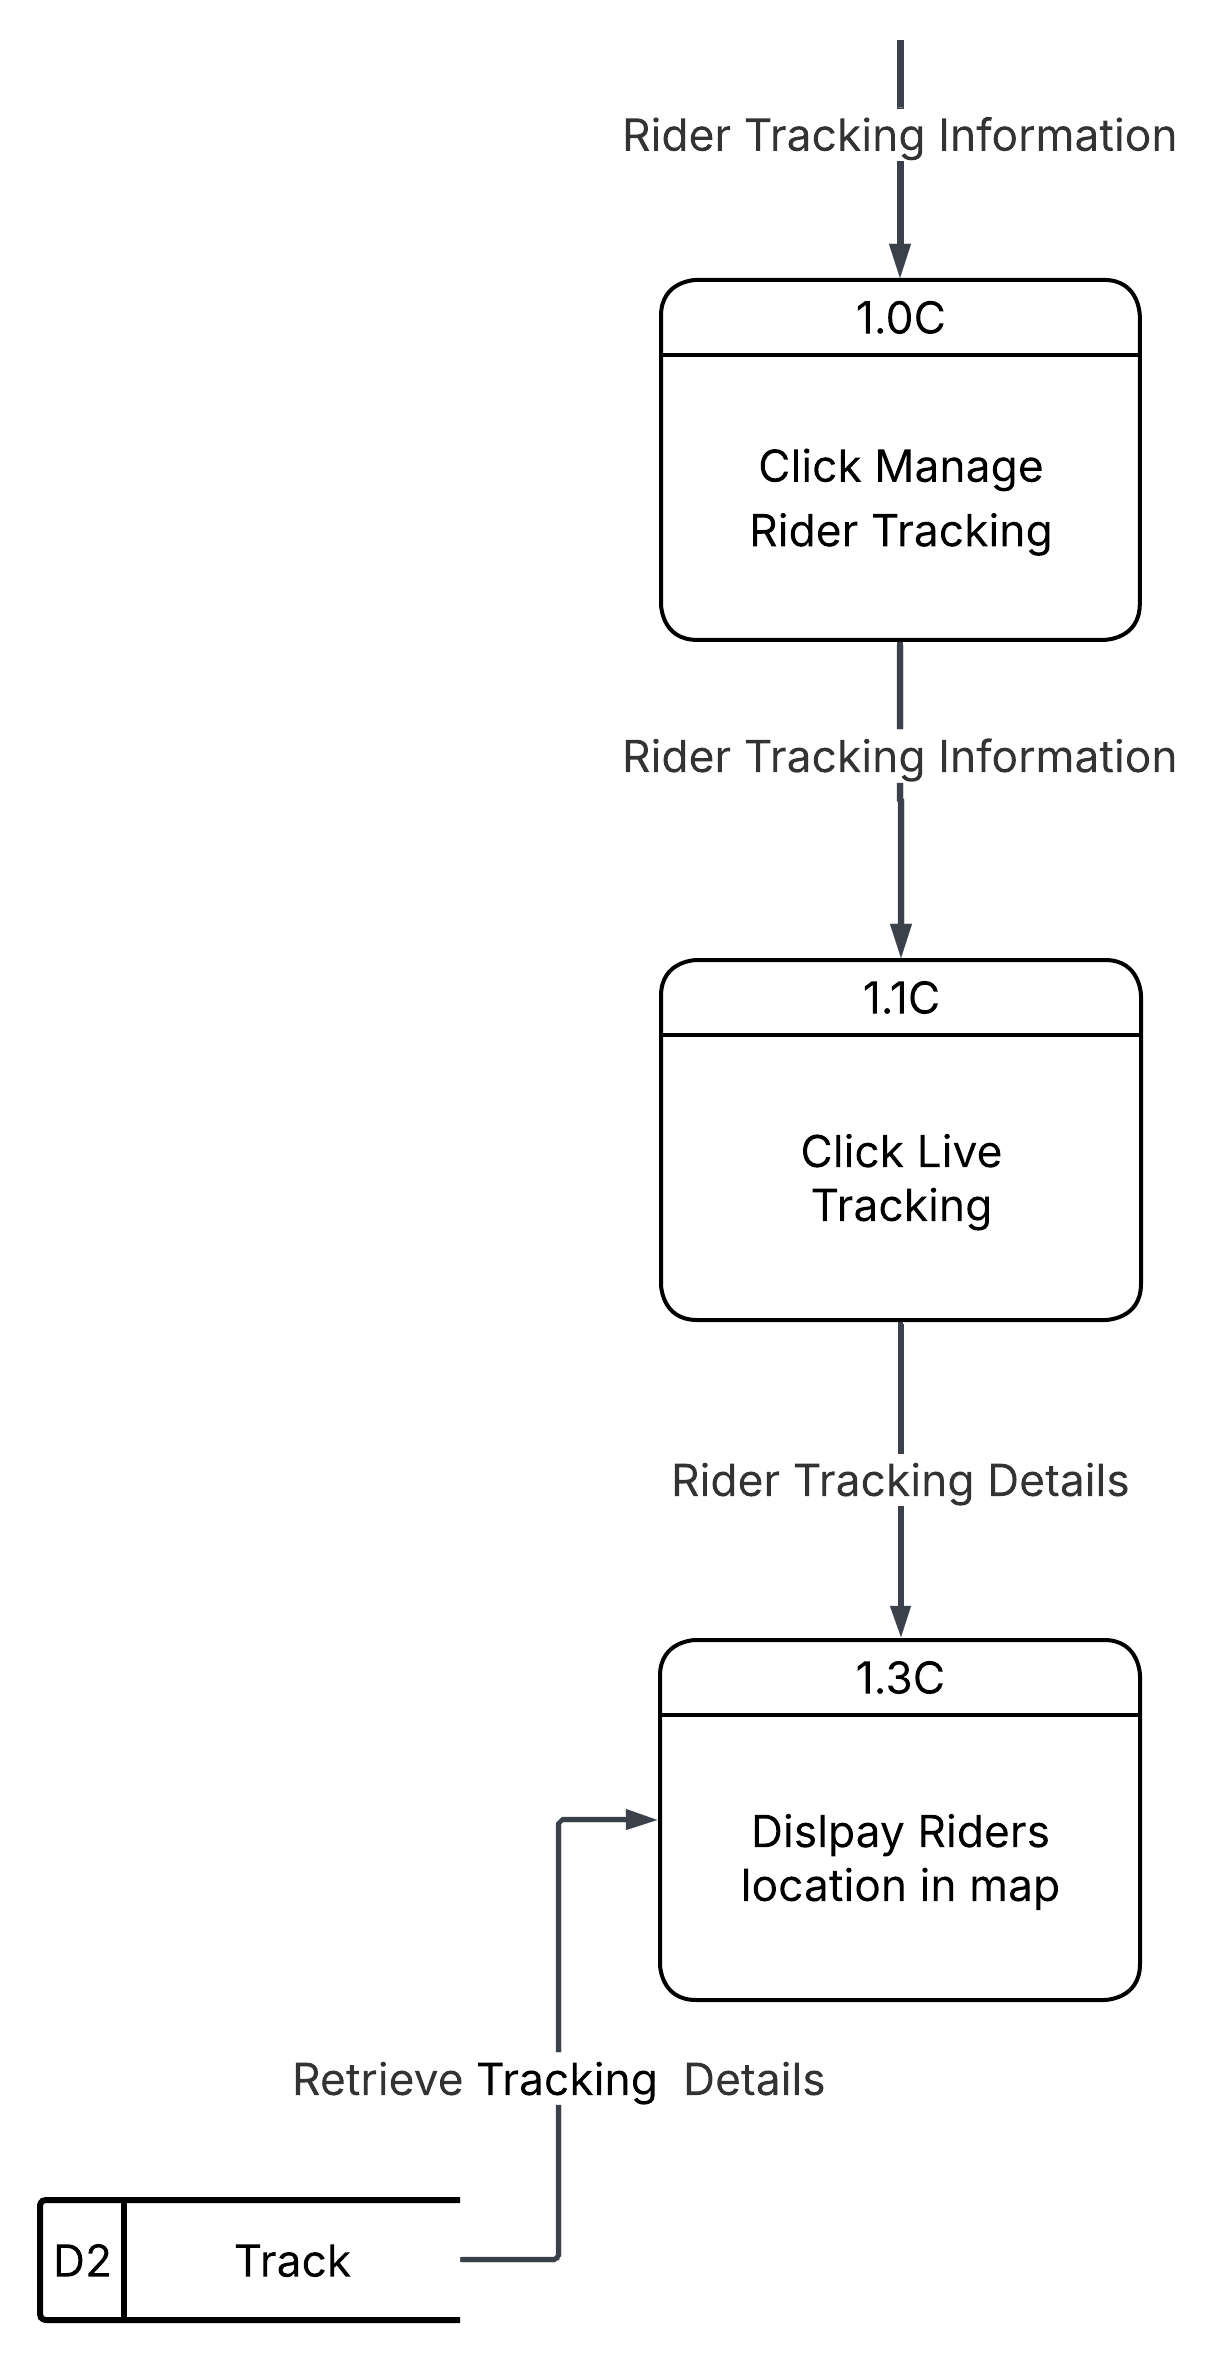 Rider Tracking Information
1.0C
Click Manage
Rider Tracking
Rider Tracking Information
1.1C
Click Live
Tracking
Rider Tracking Details
1.3C
Dislpay Riders
location in map
Retrieve Tracking  Details
D2 Track